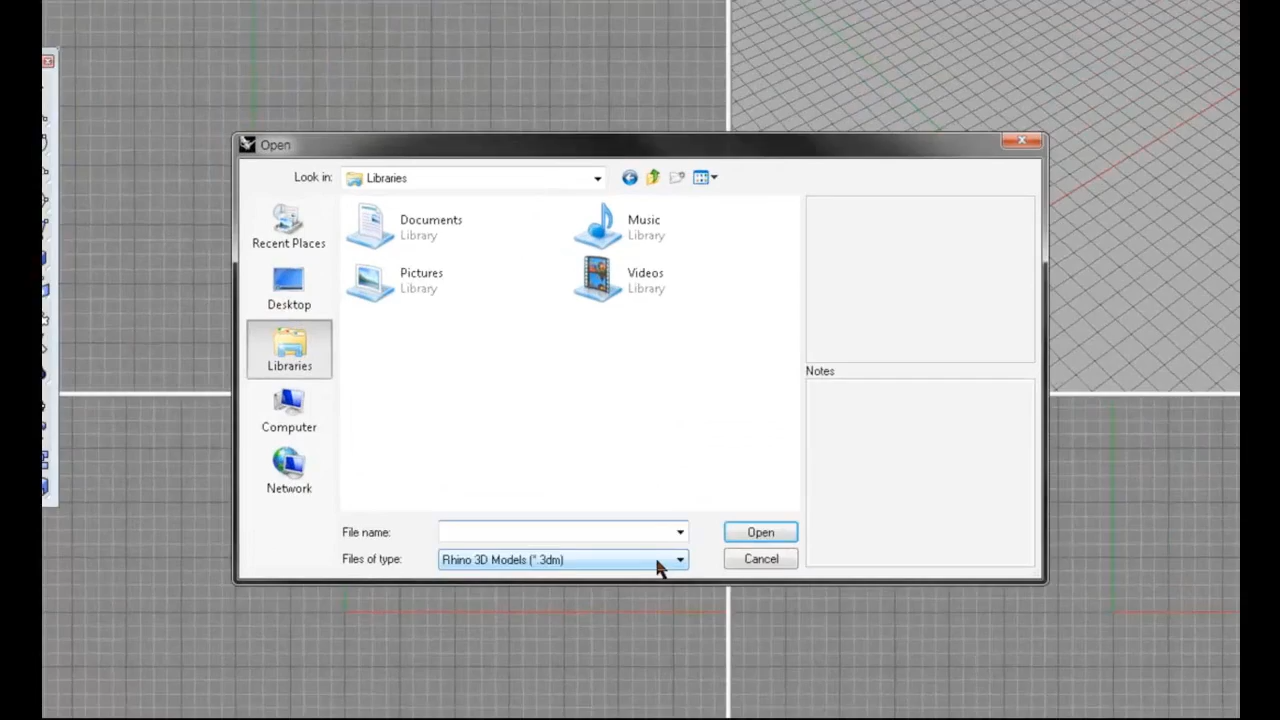 Open
Look in:
Libraries
Documents
Library
Music
Library
Pictures
Library
Videos
Library
Recent Places
Desktop
Libraries
Computer
Network
Notes
File name:
Open
Files of type:
Rhino 3D Models (*.3dm)
Cancel